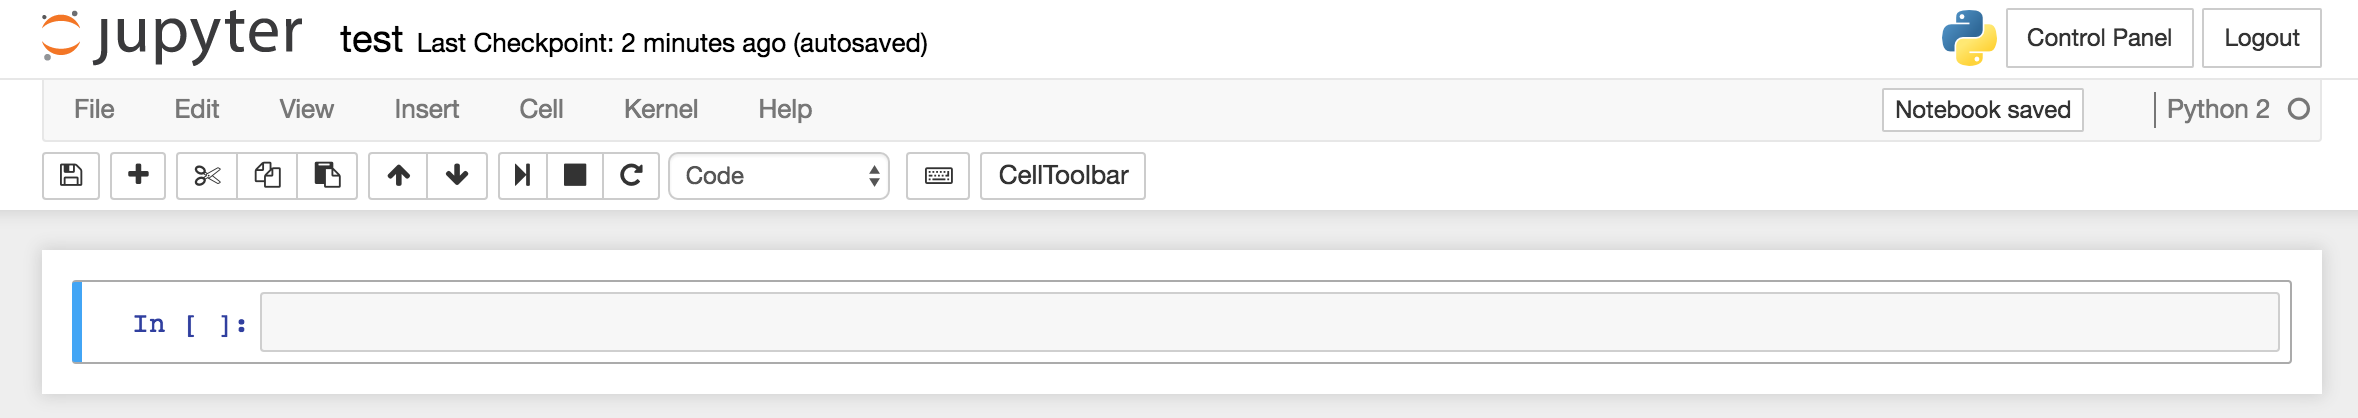 jupyter test Last Checkpoint: 2 minutes ago (autosaved) Control Panel Logout
File Edit View Insert Cell Kernel Help Notebook saved Python 2
Code CellToolbar
In [ ]: